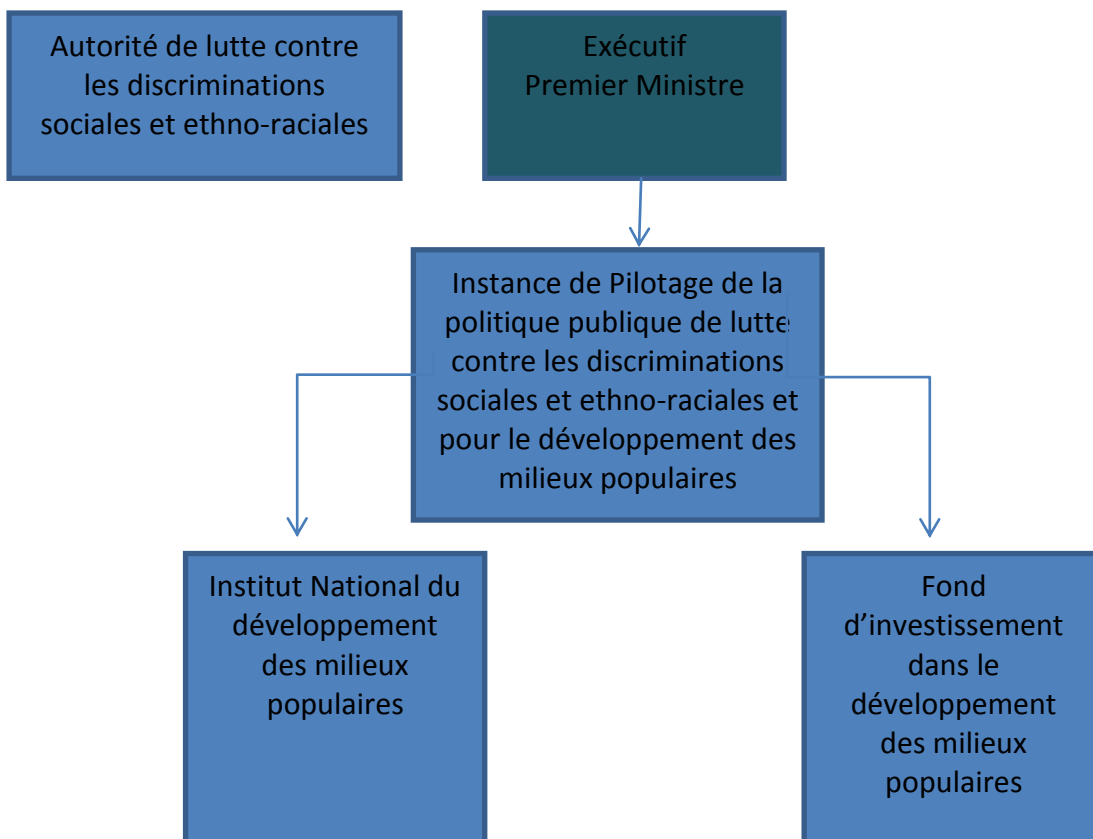 Autorité de lutte contre
les discriminations
sociales et ethno-raciales
Exécutif
Premier Ministre
Instance de Pilotage de la
politique publique de lutte
contre les discriminations
sociales et ethno-raciales et
pour le développement des
milieux populaires
Institut National du
développement
des milieux
populaires
Fond
d’investissement
dans le
développement
des milieux
populaires